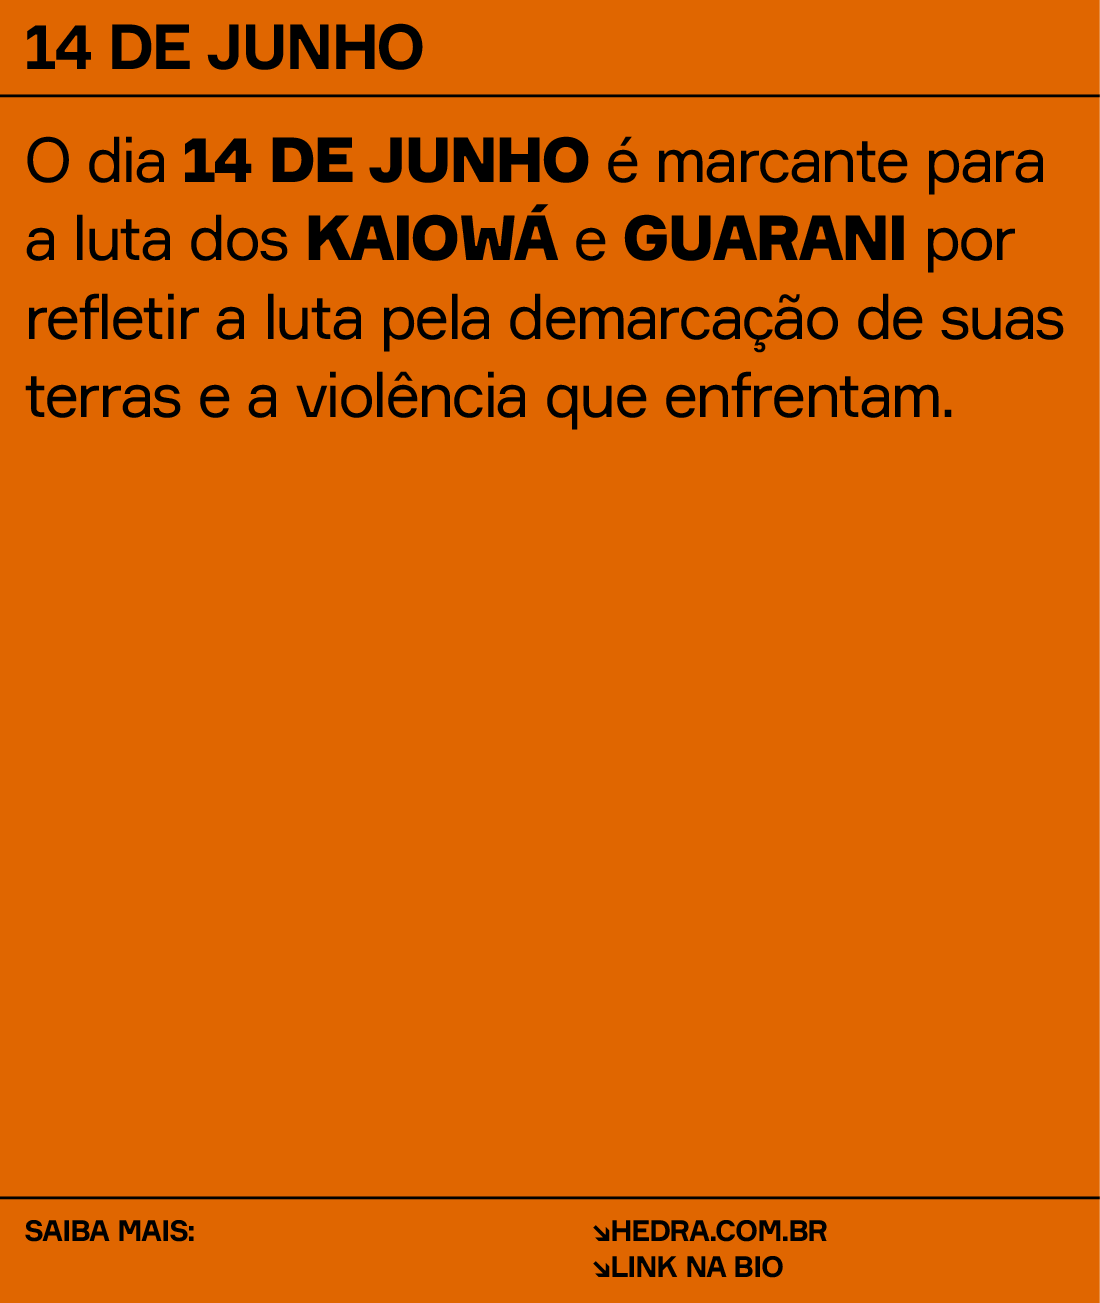 14 DE JUNHO
O dia 14 DE JUNHO é marcante para
a luta dos KAIOWÁ e GUARANI por
refletir a luta pela demarcação de suas
terras e a violência que enfrentam.
SAIBA MAIS:
↘HEDRA.COM.BR
↘LINK NA BIO